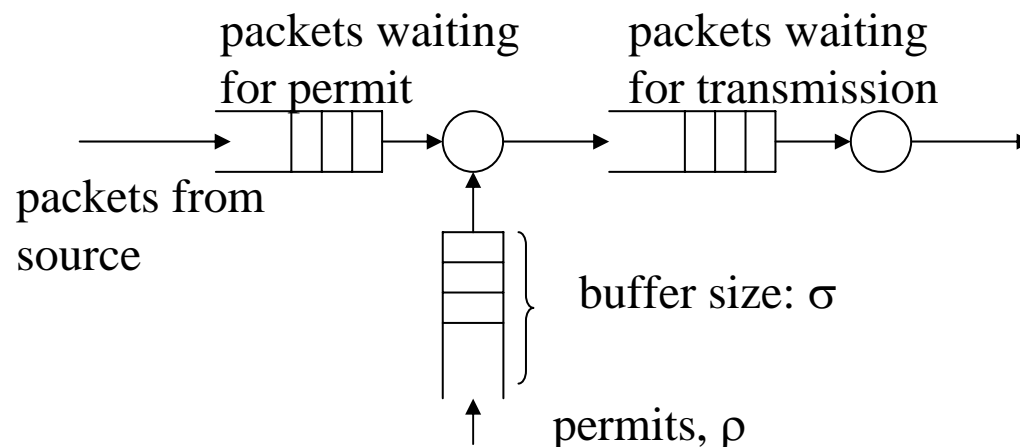 packets waiting
for permit
packets waiting
for transmission
packets from
source
buffer size: σ
permits, ρ